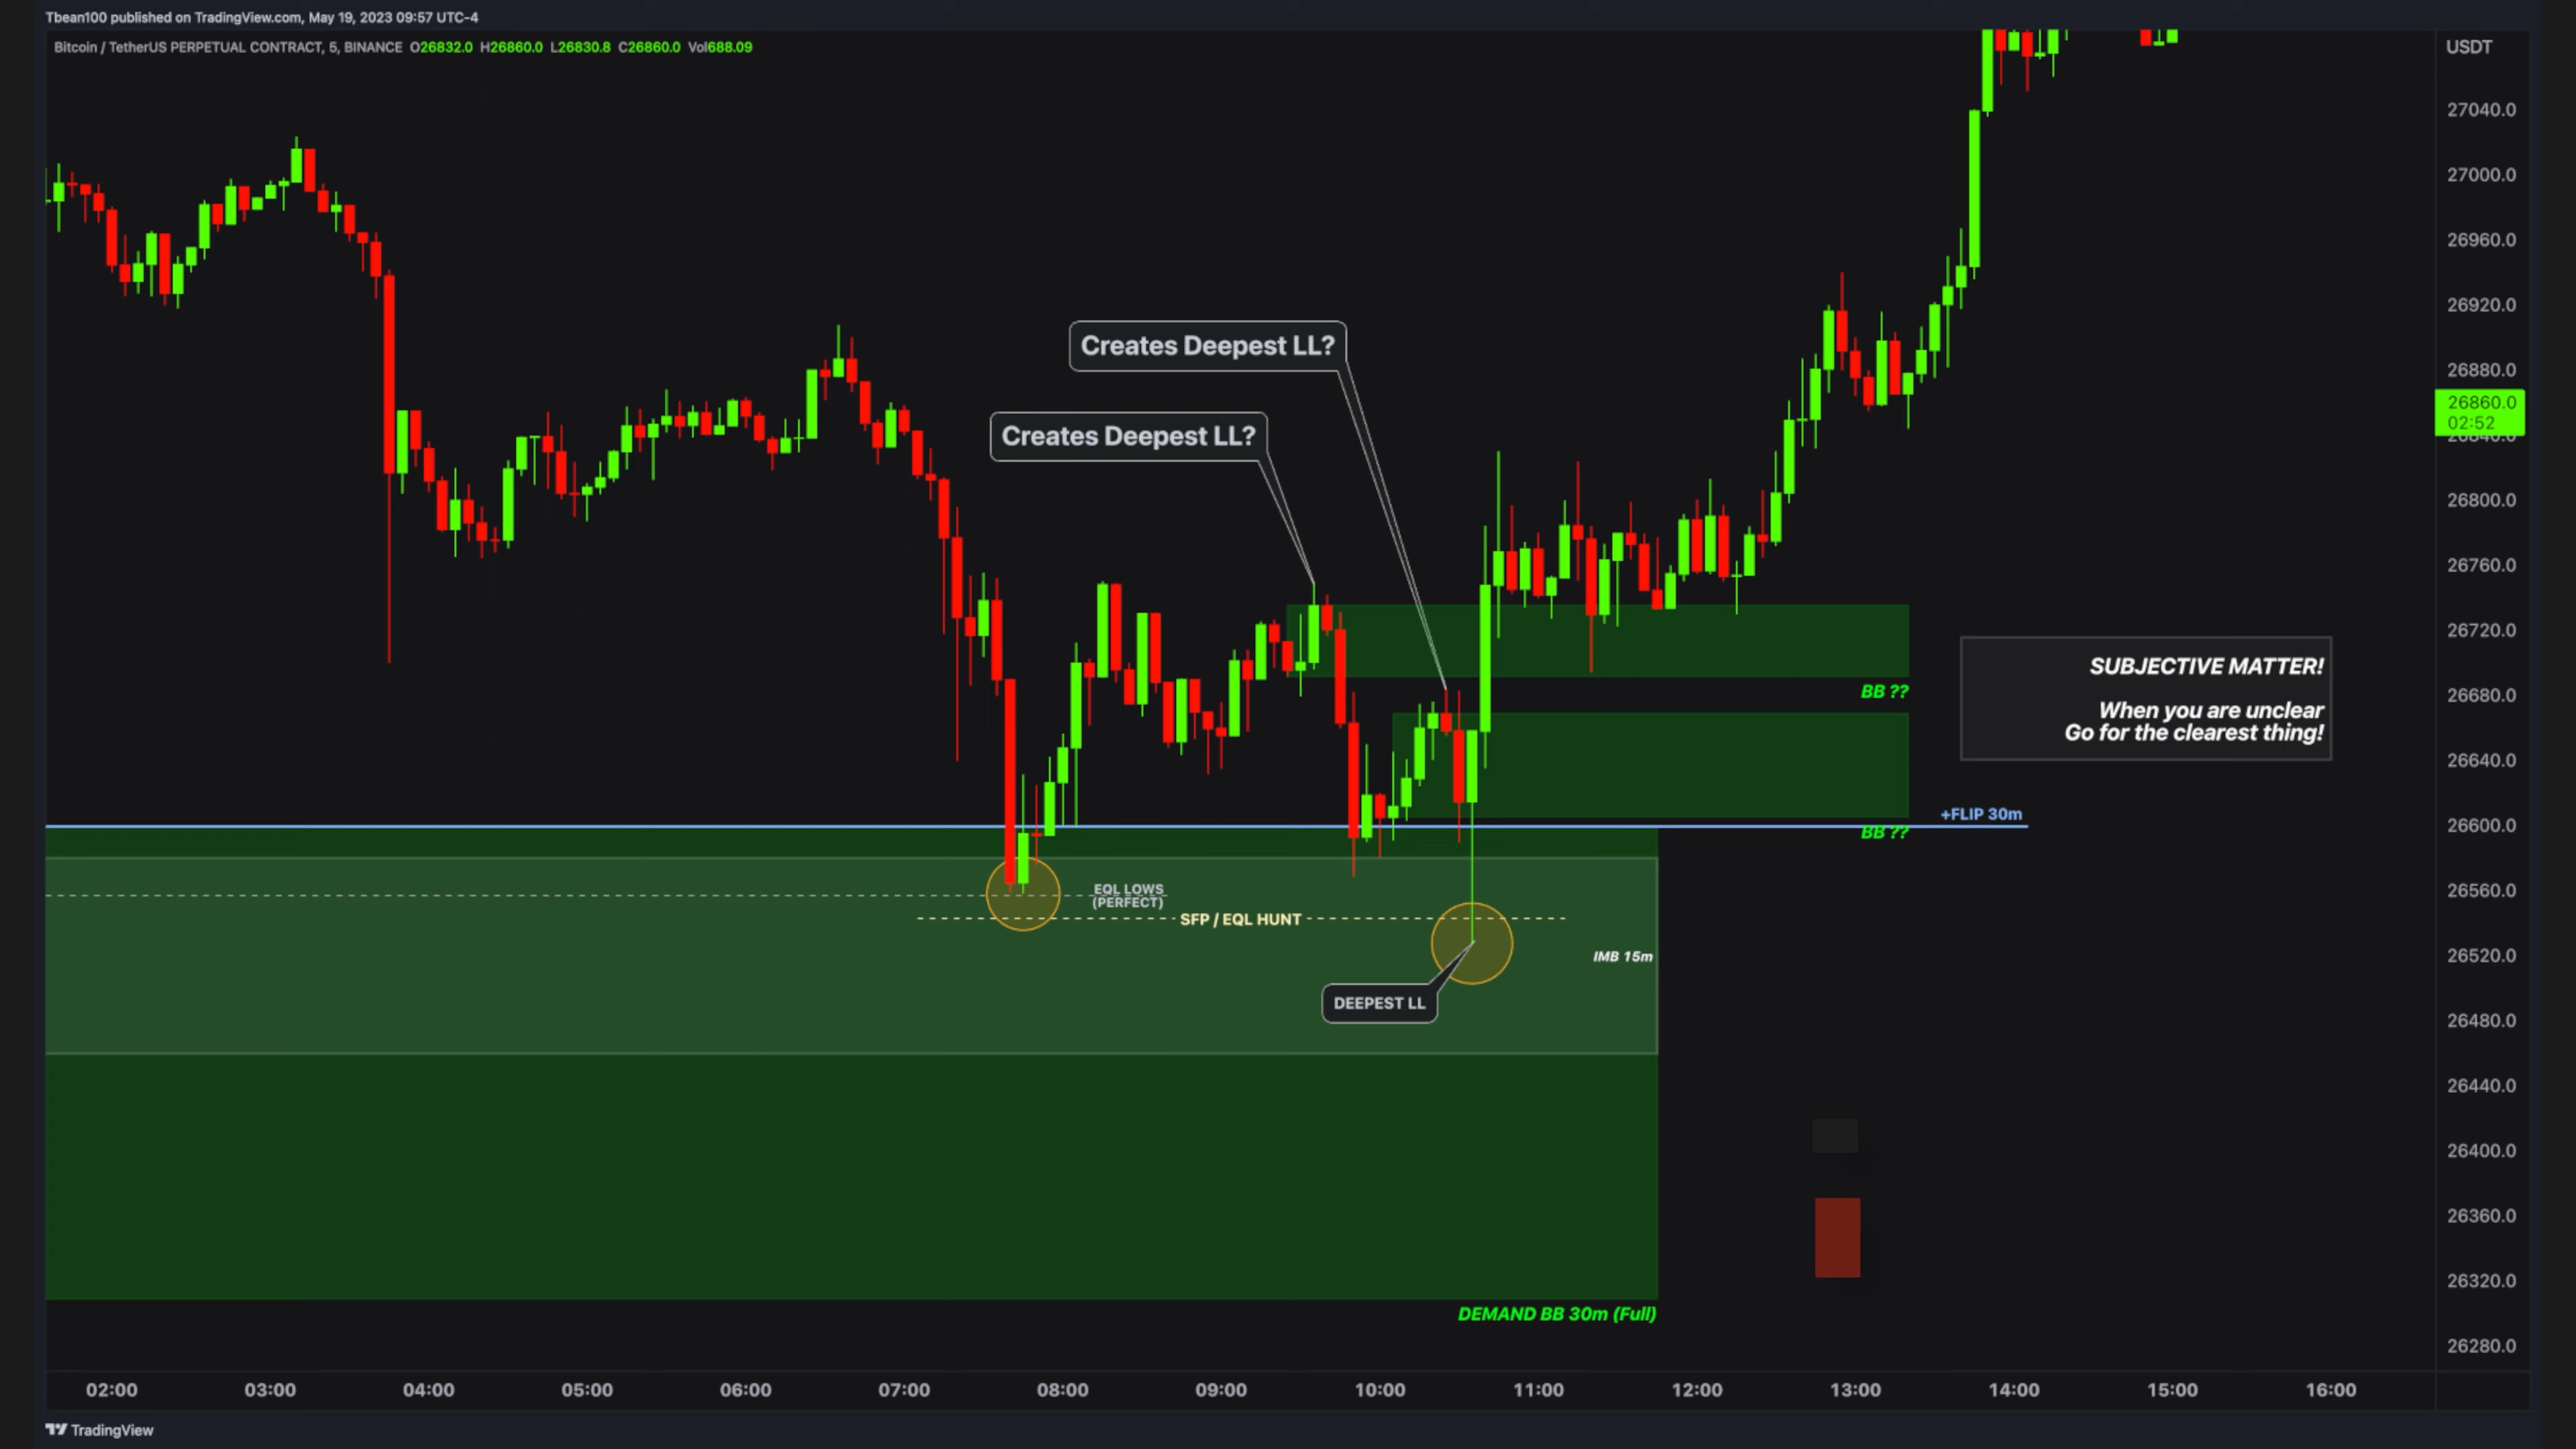 Tbean100 published on TradingView.com, May 19, 2023 09:57 UTC-4
Bitcoin / TetherUS PERPETUAL CONTRACT, 5, BINANCE O26832.0 H26860.0 L26830.8 C26860.0 Vol688.09
USDT
27040.0
27000.0
26960.0
26920.0
26880.0
26860.0
02:52
26840.0
26800.0
26760.0
26720.0
26680.0
26640.0
26600.0
26560.0
26520.0
26480.0
26440.0
26400.0
26360.0
26320.0
26280.0
Creates Deepest LL?
Creates Deepest LL?
BB ??
SUBJECTIVE MATTER!
When you are unclear
Go for the clearest thing!
+FLIP 30m
BB ??
EQL LOWS
(PERFECT)
SFP / EQL HUNT
IMB 15m
DEEPEST LL
DEMAND BB 30m (Full)
02:00 03:00 04:00 05:00 06:00 07:00 08:00 09:00 10:00 11:00 12:00 13:00 14:00 15:00 16:00
TradingView